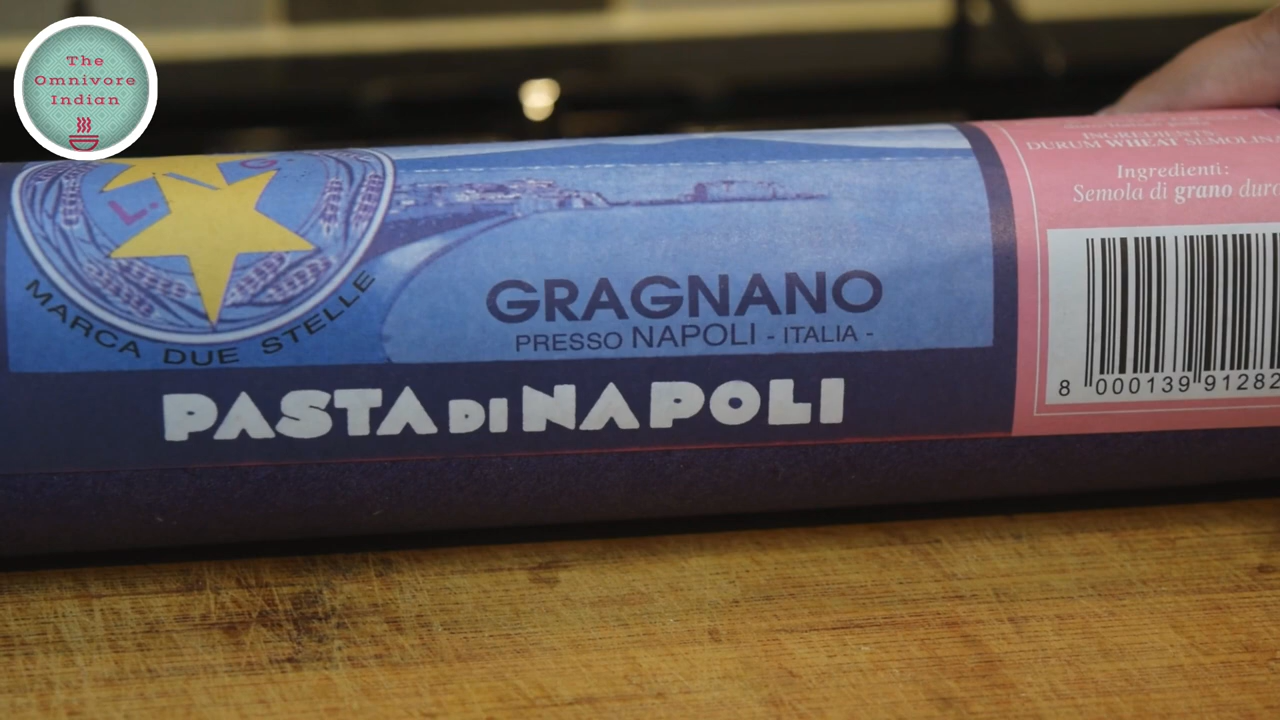 The
Omnivore
Indian
L. G.
MARCA DUE STELLE
GRAGNANO
PRESSO NAPOLI - ITALIA -
PASTA DI NAPOLI
INGREDIENTS
DURUM WHEAT SEMOLINA
Ingredienti:
Semola di grano duro
8 000139 91282